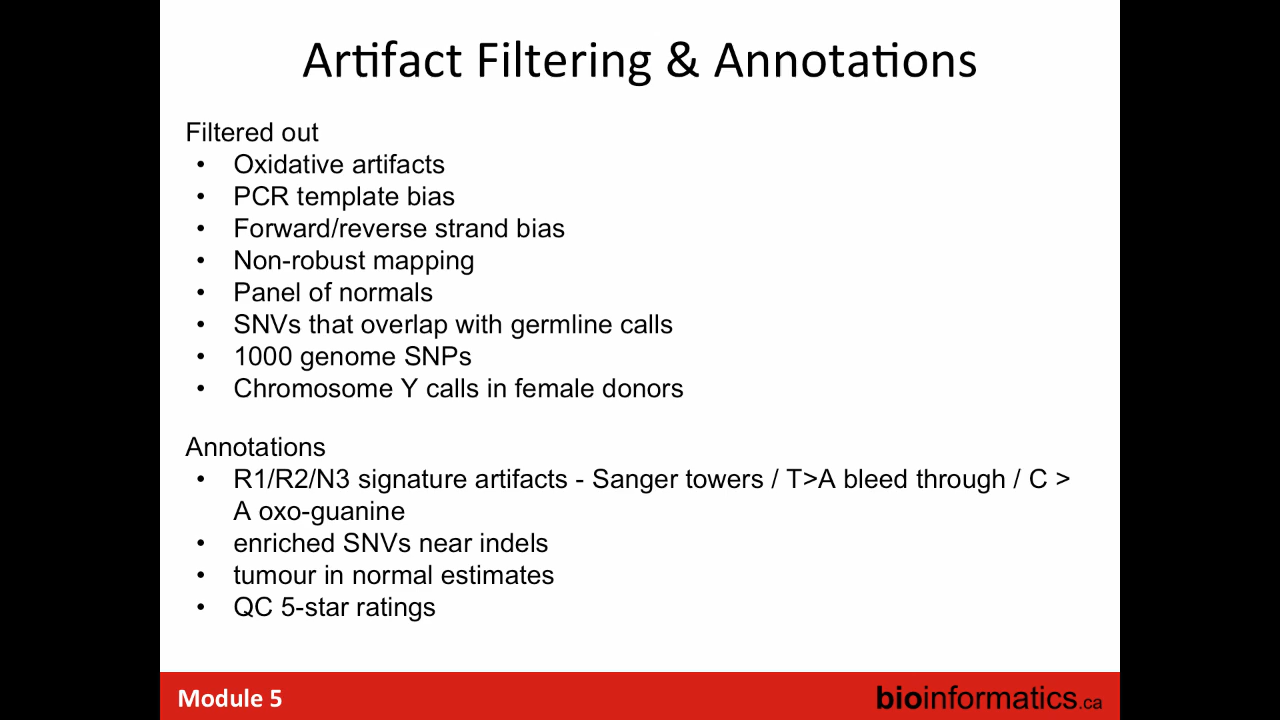 Artifact Filtering & Annotations
Filtered out
• Oxidative artifacts
• PCR template bias
• Forward/reverse strand bias
• Non-robust mapping
• Panel of normals
• SNVs that overlap with germline calls
• 1000 genome SNPs
• Chromosome Y calls in female donors
Annotations
• R1/R2/N3 signature artifacts - Sanger towers / T>A bleed through / C >
A oxo-guanine
• enriched SNVs near indels
• tumour in normal estimates
• QC 5-star ratings
Module 5
bioinformatics.ca